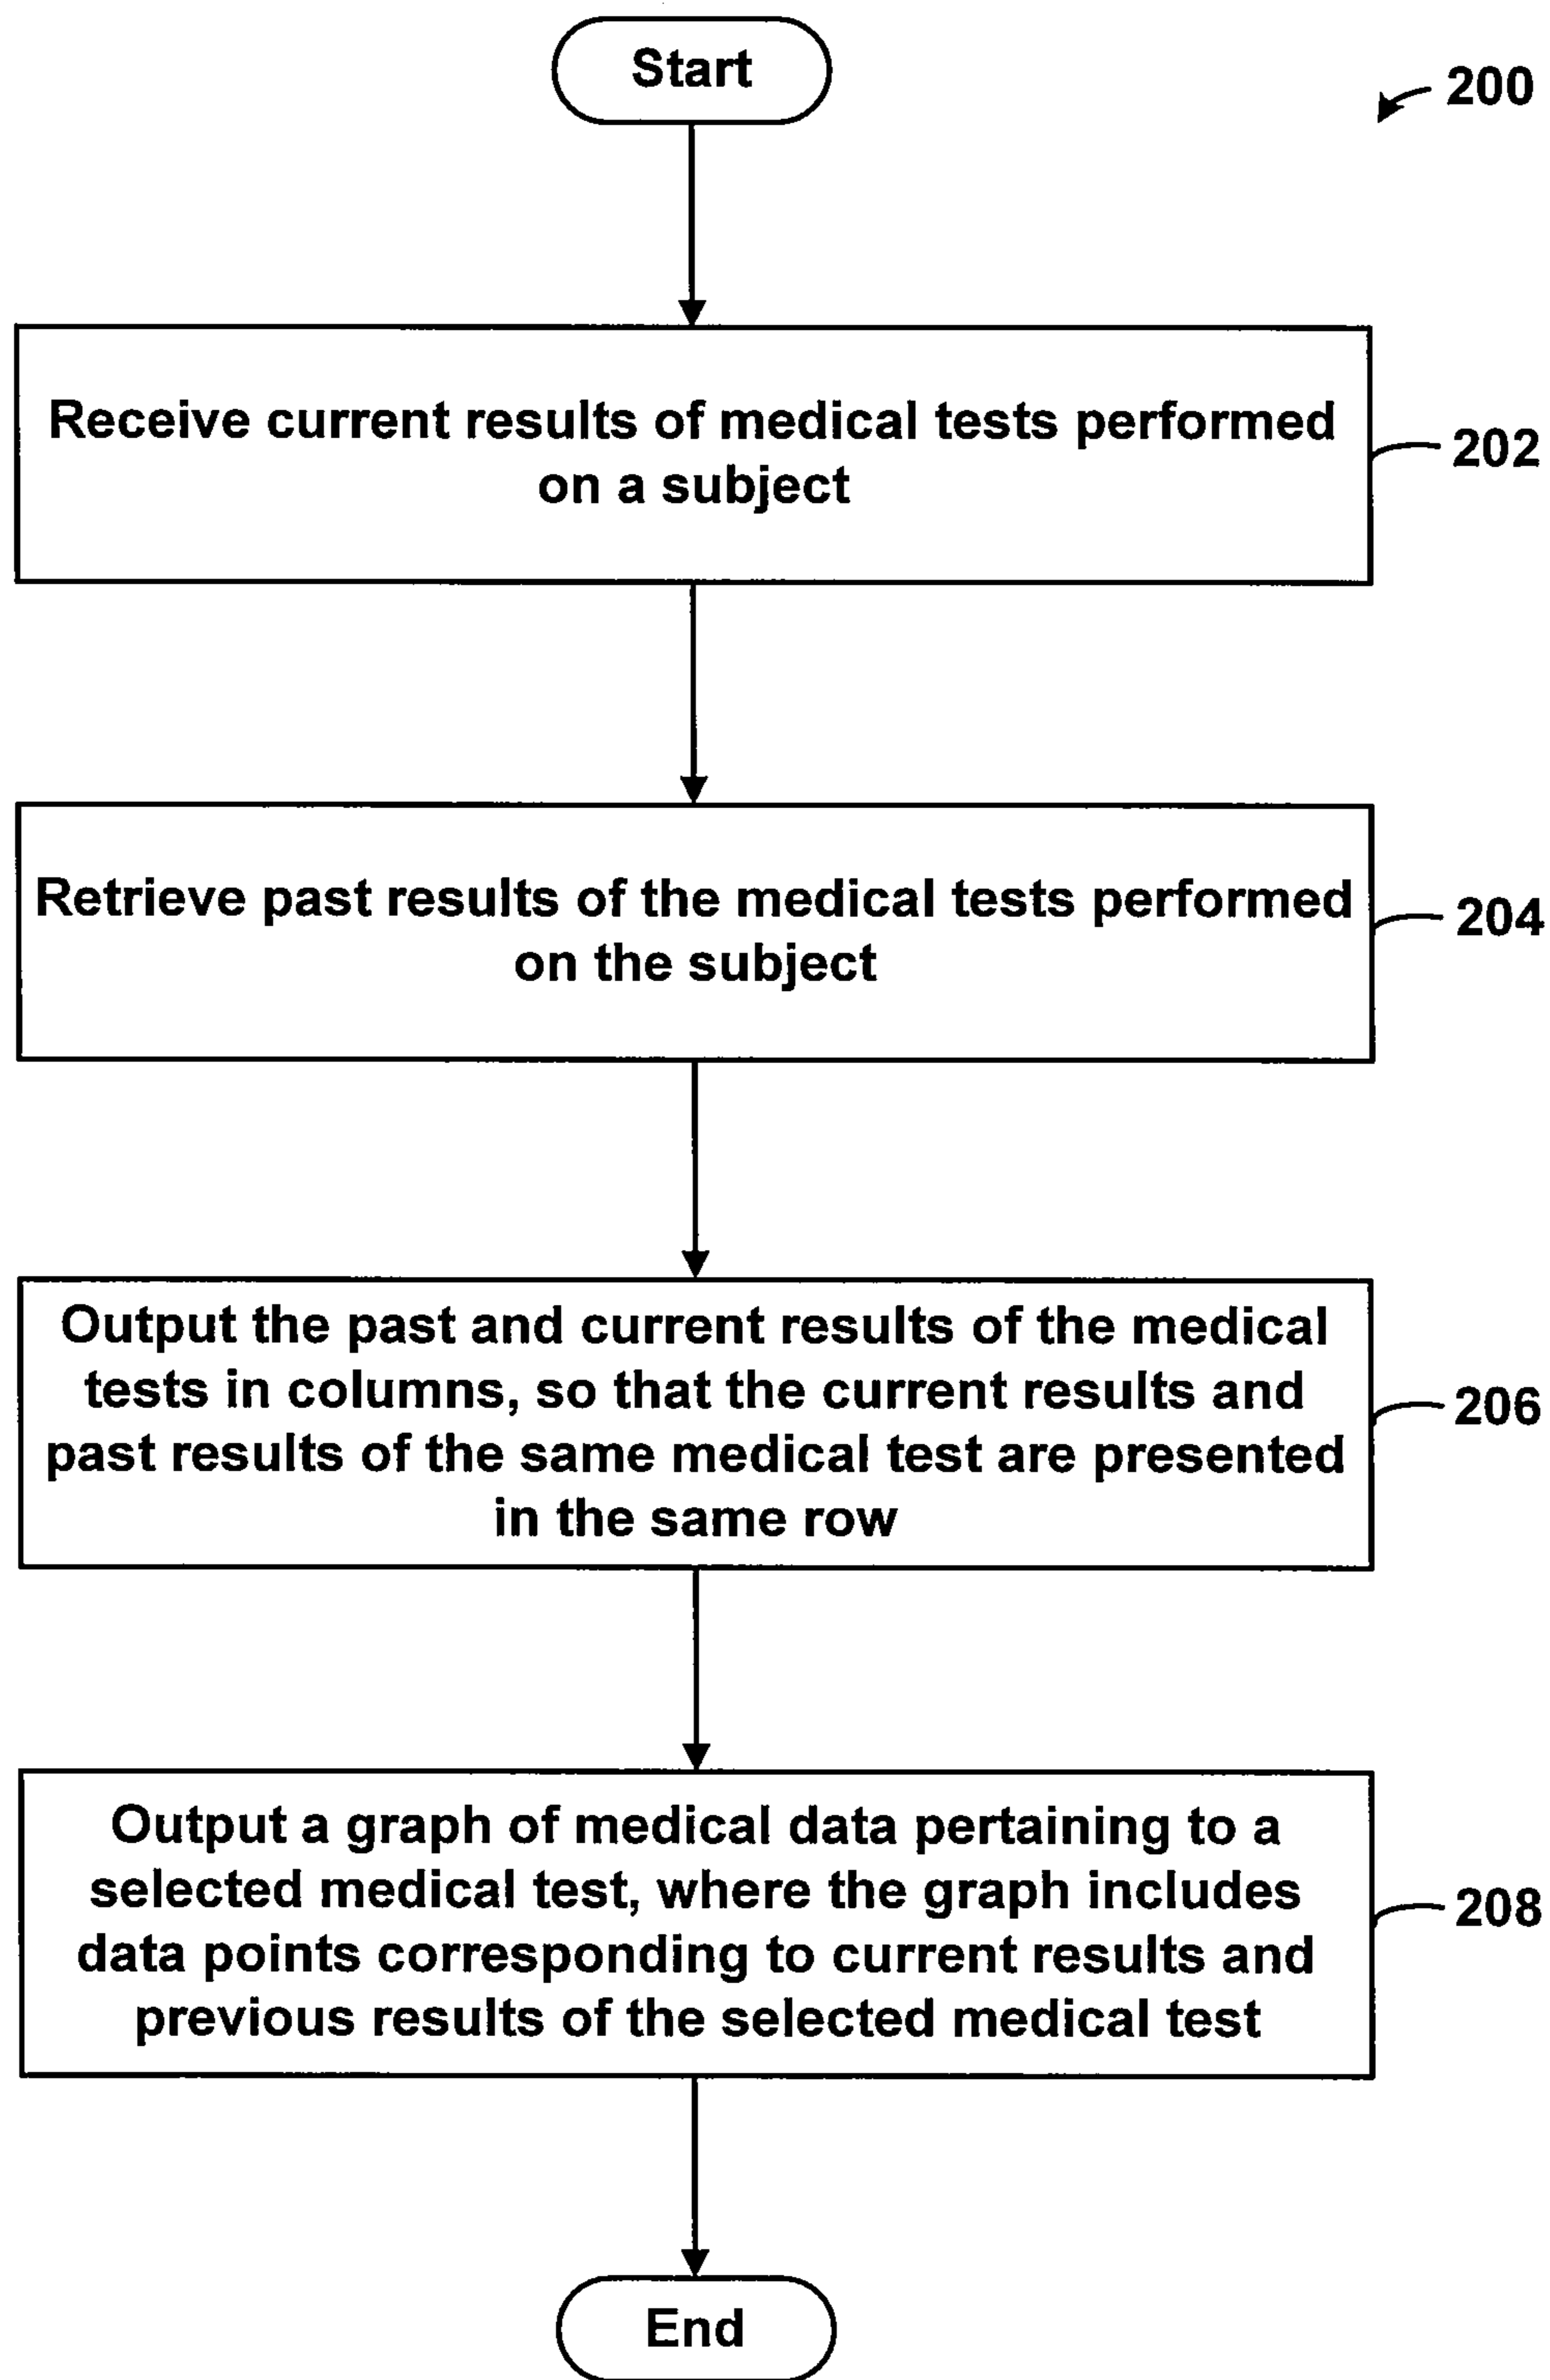 Start
200
Receive current results of medical tests performed
on a subject
202
Retrieve past results of the medical tests performed
on the subject
204
Output the past and current results of the medical
tests in columns, so that the current results and
past results of the same medical test are presented
in the same row
206
Output a graph of medical data pertaining to a
selected medical test, where the graph includes
data points corresponding to current results and
previous results of the selected medical test
208
End